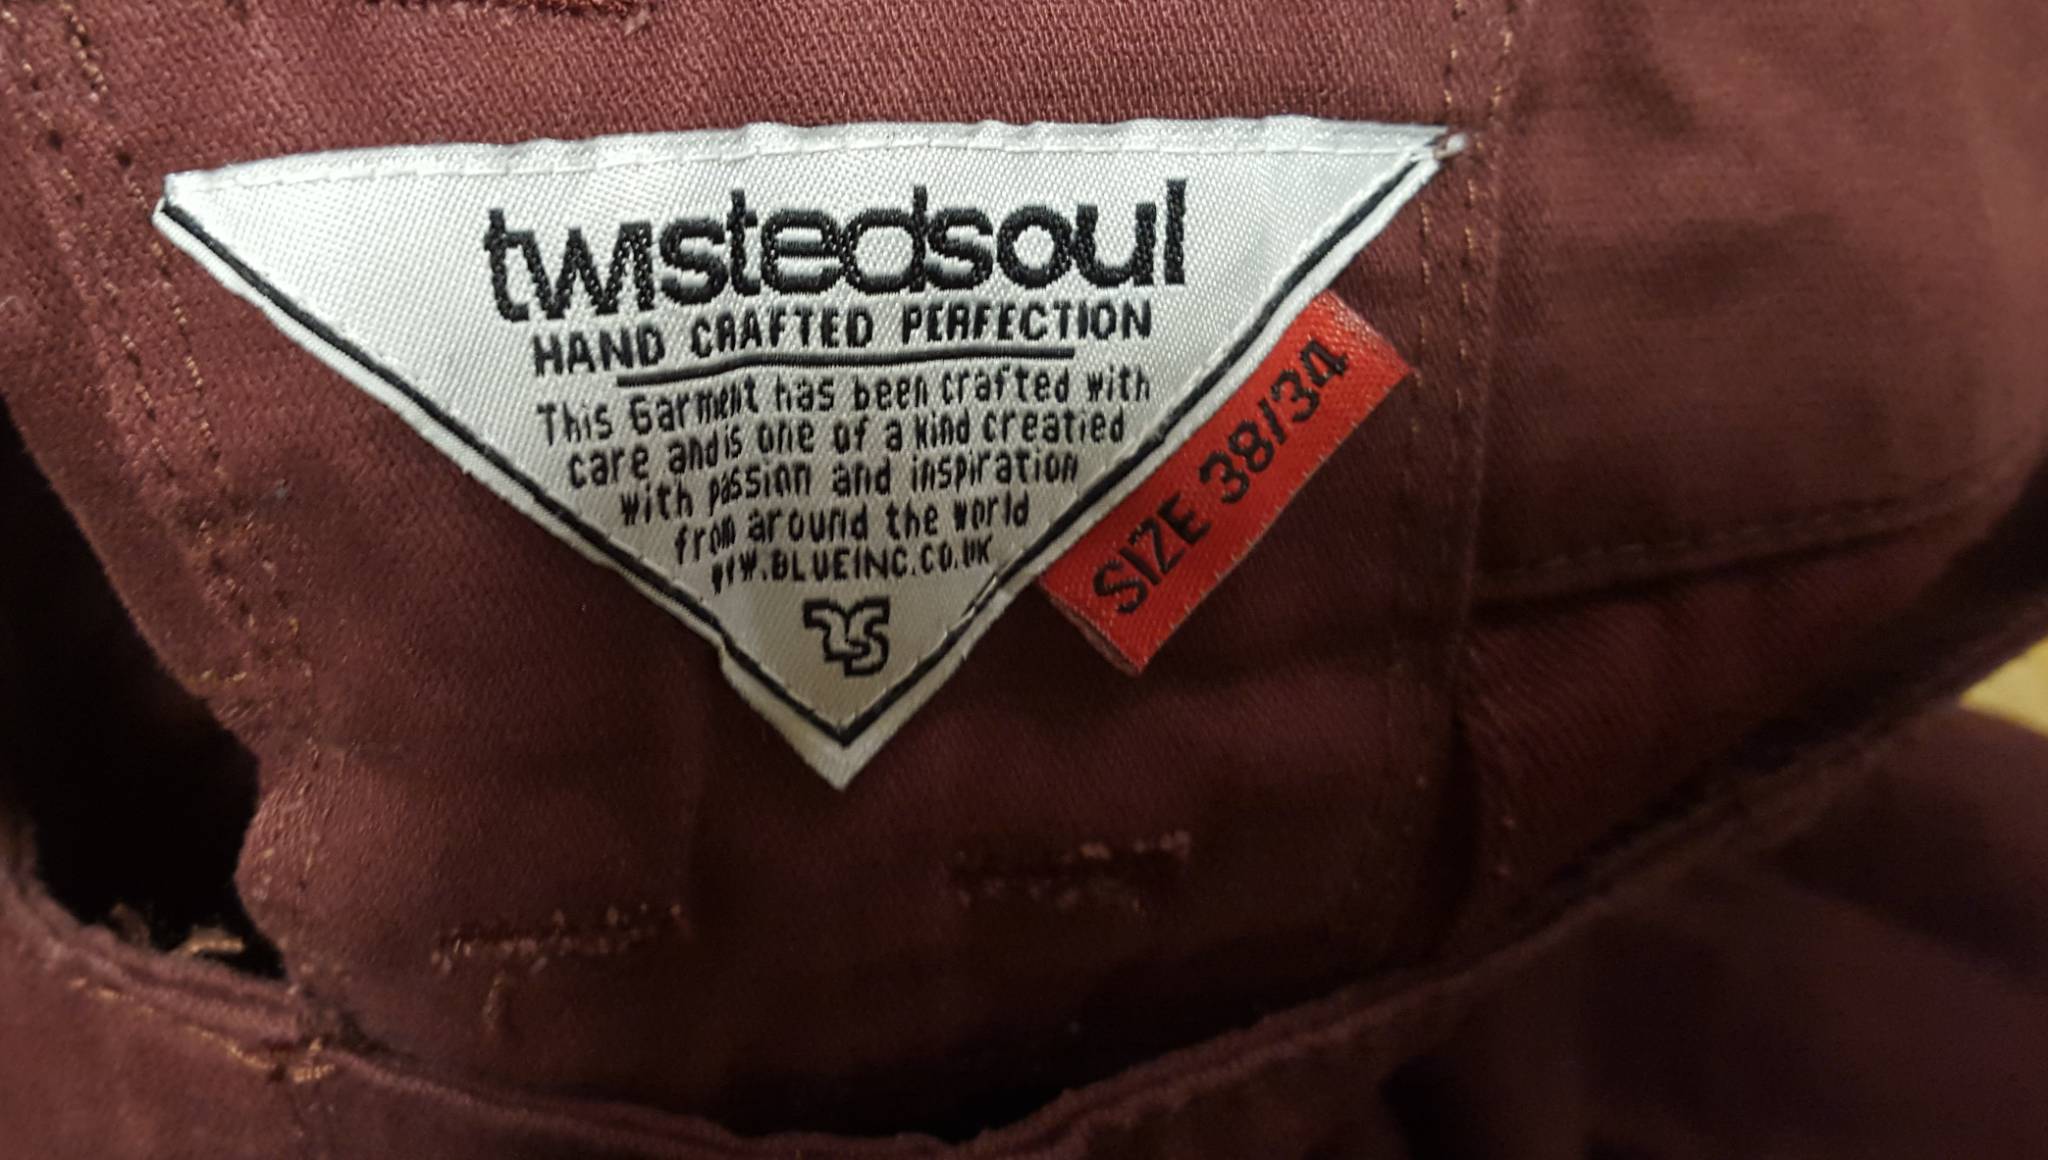 twistedsoul
HAND CRAFTED PERFECTION
This Garment has been crafted with
care and is one of a kind creatied
with passion and inspiration
from around the world
WWW.BLUEINC.CO.UK
TS
SIZE 38/34